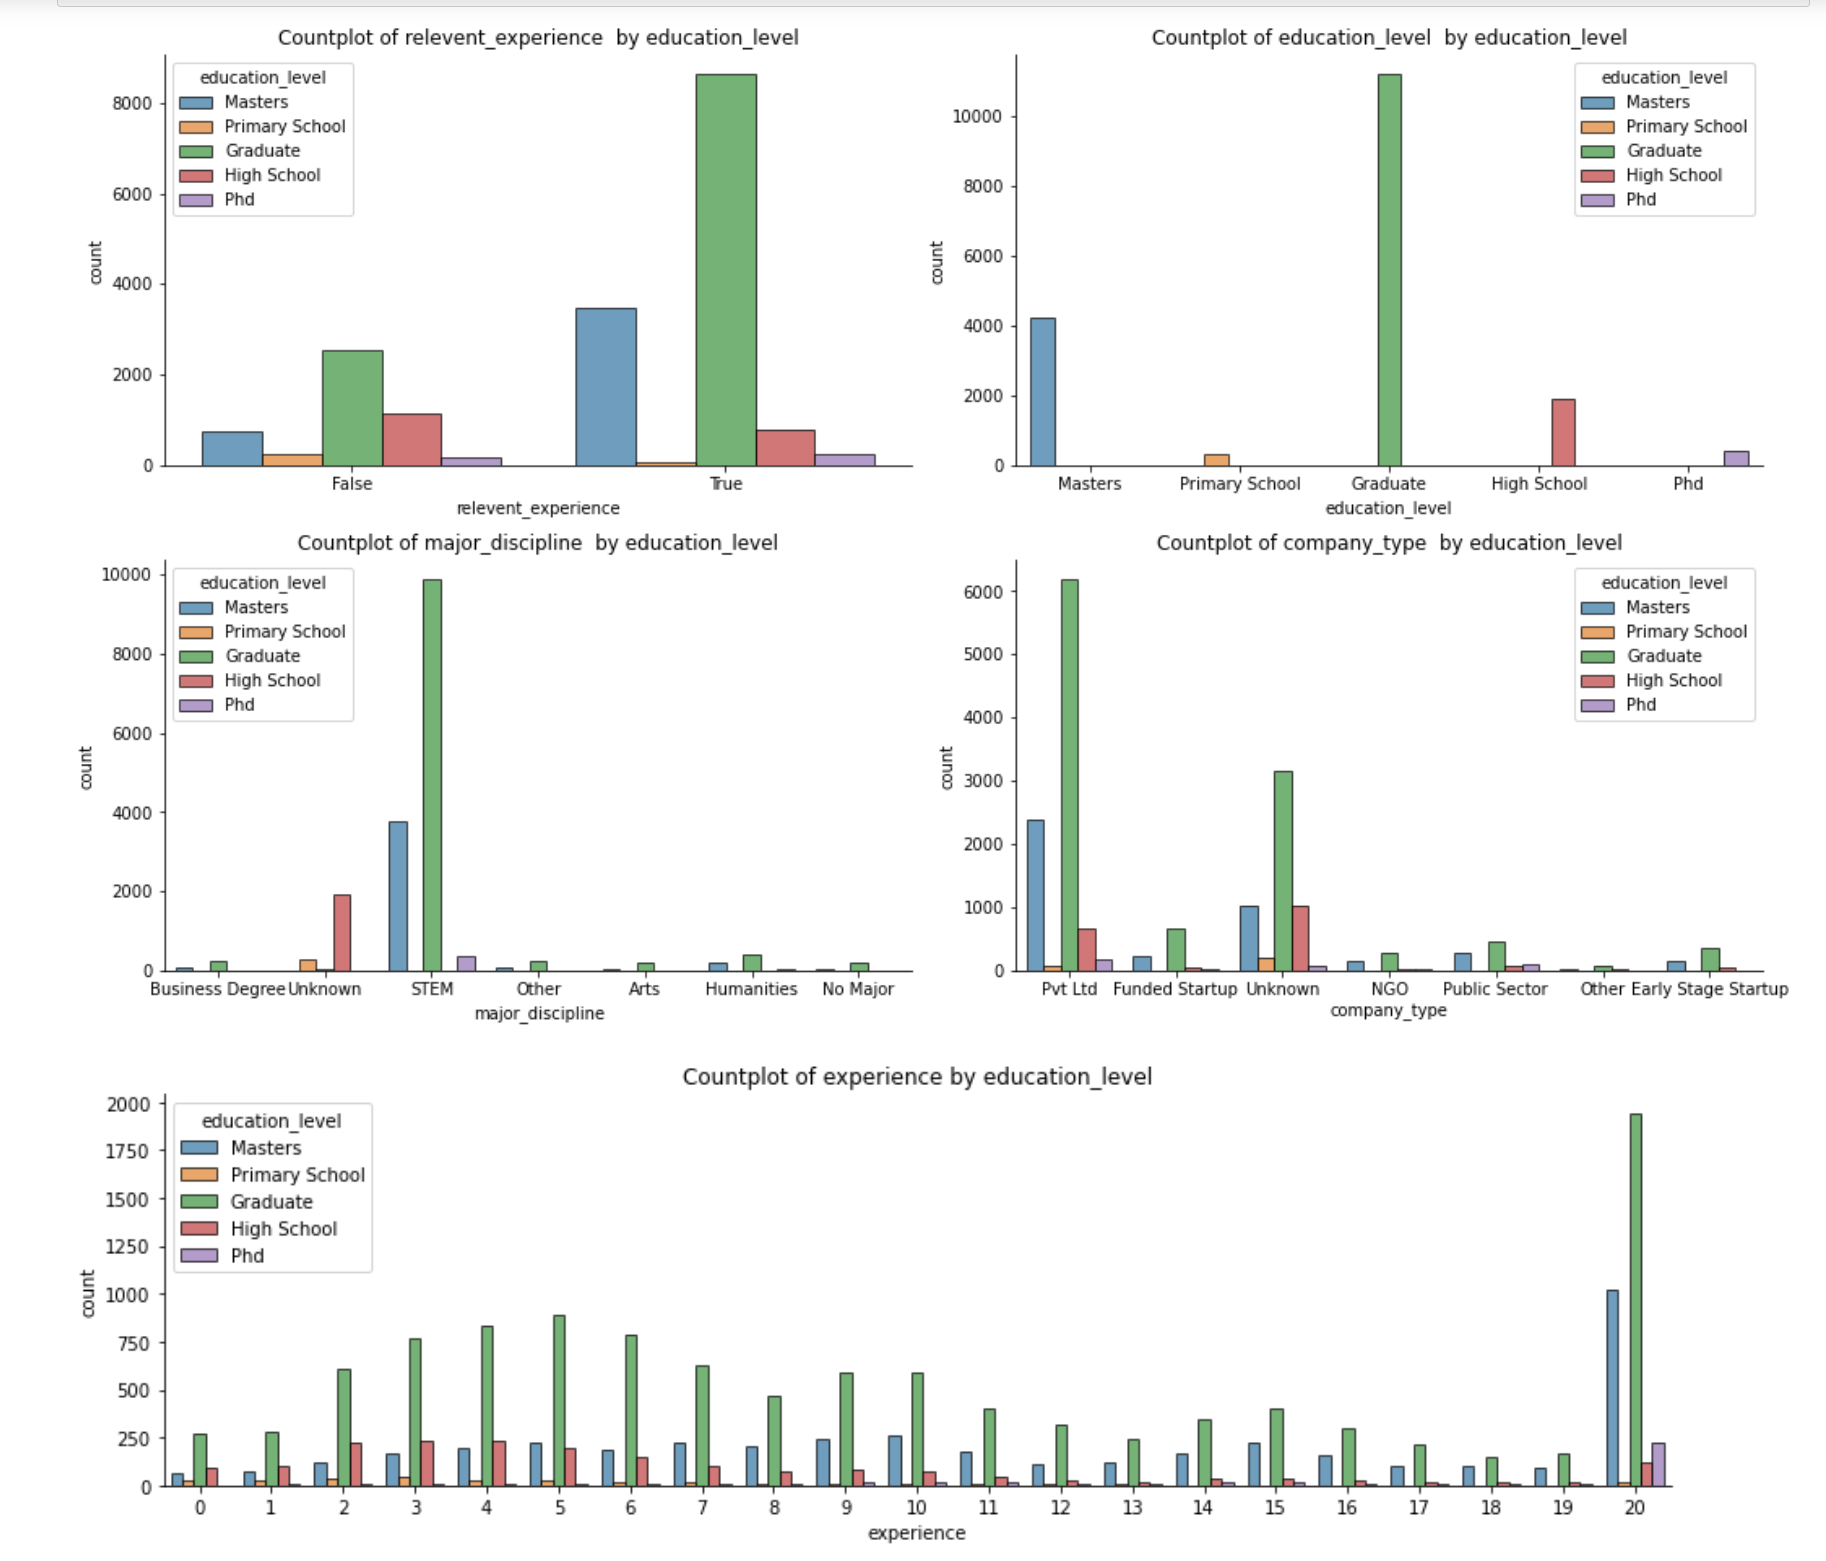 Countplot of relevent_experience  by education_level
education_level
Masters
Primary School
Graduate
High School
Phd
8000
6000
4000
2000
0
count
False
True
relevent_experience
Countplot of education_level  by education_level
education_level
Masters
Primary School
Graduate
High School
Phd
10000
8000
6000
4000
2000
0
count
Masters
Primary School
Graduate
High School
Phd
education_level
Countplot of major_discipline  by education_level
education_level
Masters
Primary School
Graduate
High School
Phd
10000
8000
6000
4000
2000
0
count
Business Degree
Unknown
STEM
Other
Arts
Humanities
No Major
major_discipline
Countplot of company_type  by education_level
education_level
Masters
Primary School
Graduate
High School
Phd
6000
5000
4000
3000
2000
1000
0
count
Pvt Ltd
Funded Startup
Unknown
NGO
Public Sector
Other
Early Stage Startup
company_type
Countplot of experience by education_level
education_level
Masters
Primary School
Graduate
High School
Phd
2000
1750
1500
1250
1000
750
500
250
0
count
0 1 2 3 4 5 6 7 8 9 10 11 12 13 14 15 16 17 18 19 20
experience